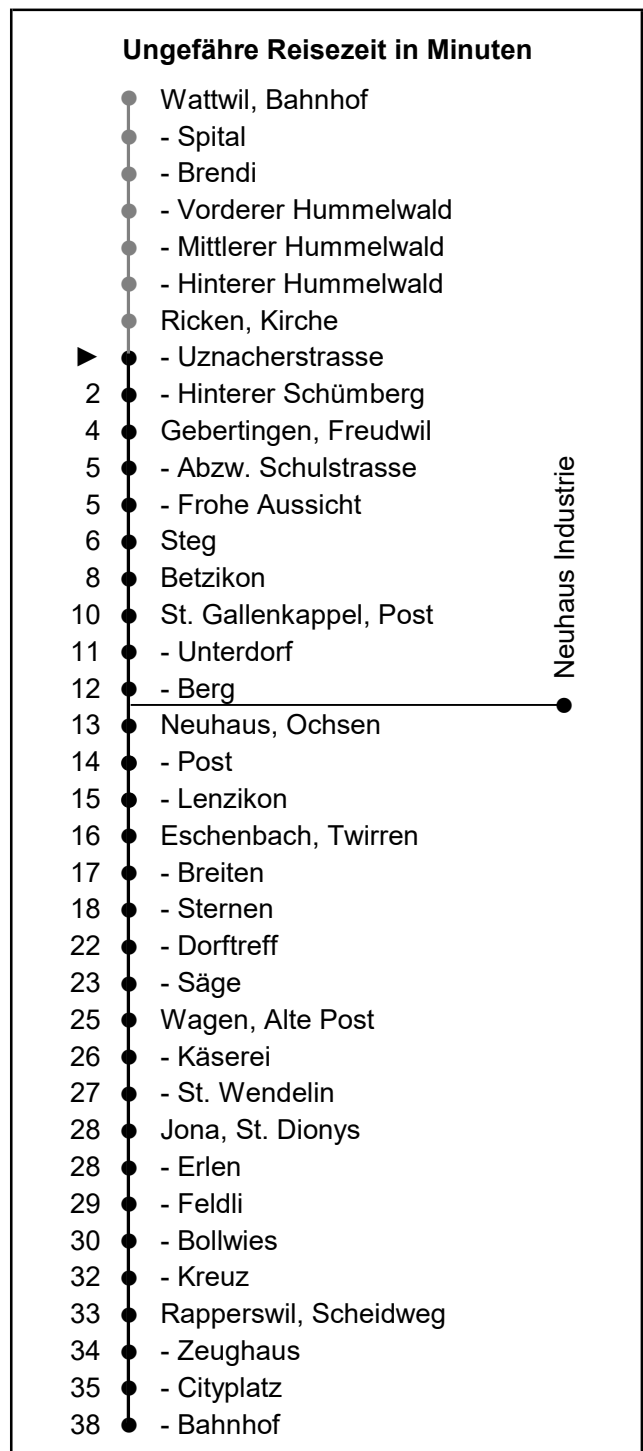 Ungefähre Reisezeit in Minuten
Wattwil, Bahnhof
- Spital
- Brendi
- Vorderer Hummelwald
- Mittlerer Hummelwald
- Hinterer Hummelwald
Ricken, Kirche
► - Uznacherstrasse
2 - Hinterer Schümberg
4 Gebertingen, Freudwil
5 - Abzw. Schulstrasse
5 - Frohe Aussicht
6 Steg
8 Betzikon
10 St. Gallenkappel, Post
11 - Unterdorf
12 - Berg
Neuhaus Industrie
13 Neuhaus, Ochsen
14 - Post
15 - Lenzikon
16 Eschenbach, Twirren
17 - Breiten
18 - Sternen
22 - Dorftreff
23 - Säge
25 Wagen, Alte Post
26 - Käserei
27 - St. Wendelin
28 Jona, St. Dionys
28 - Erlen
29 - Feldli
30 - Bollwies
32 - Kreuz
33 Rapperswil, Scheidweg
34 - Zeughaus
35 - Cityplatz
38 - Bahnhof